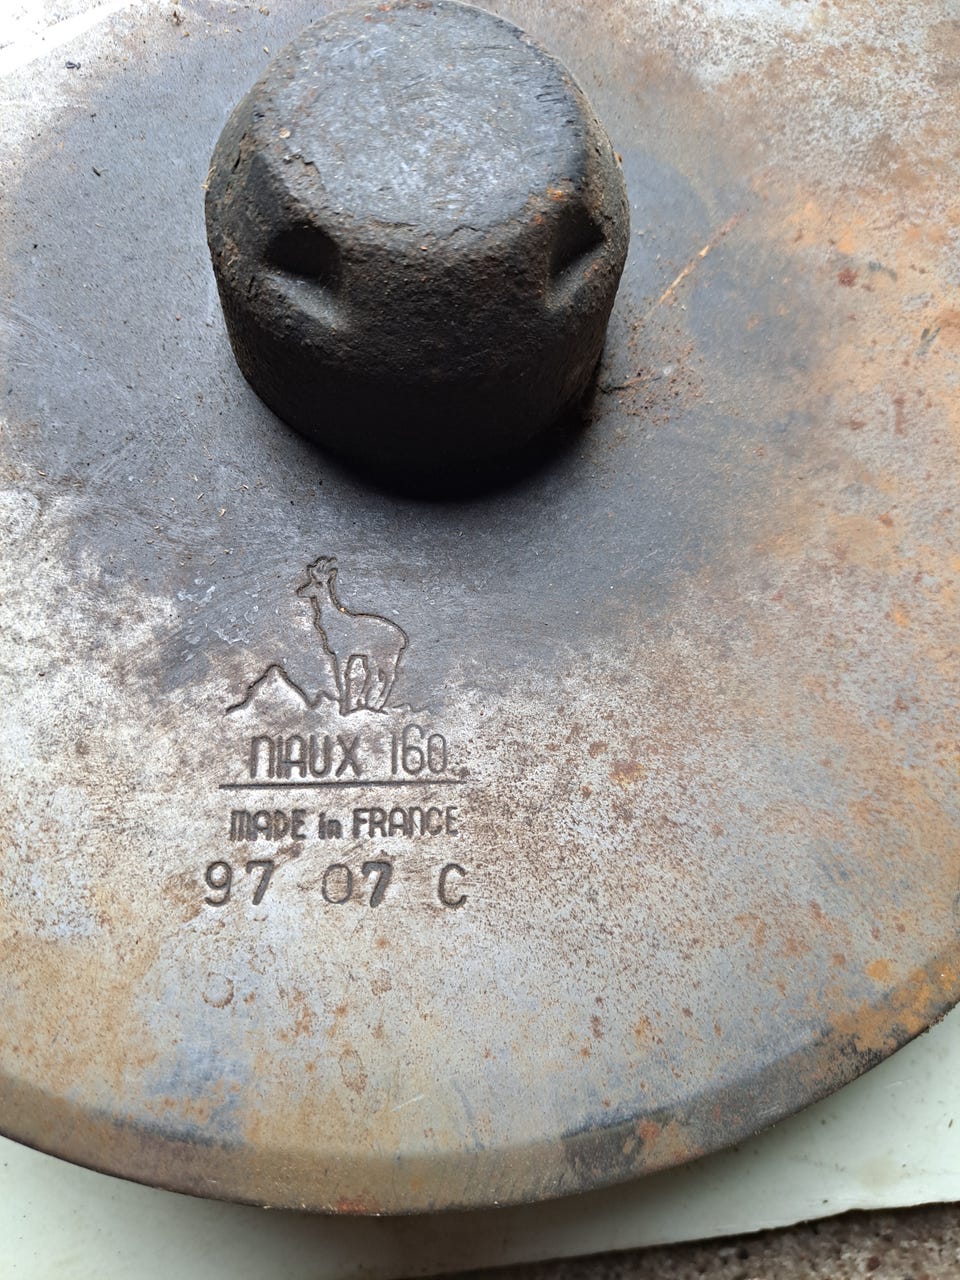 NIAUX 160
MADE in FRANCE
97 07 C